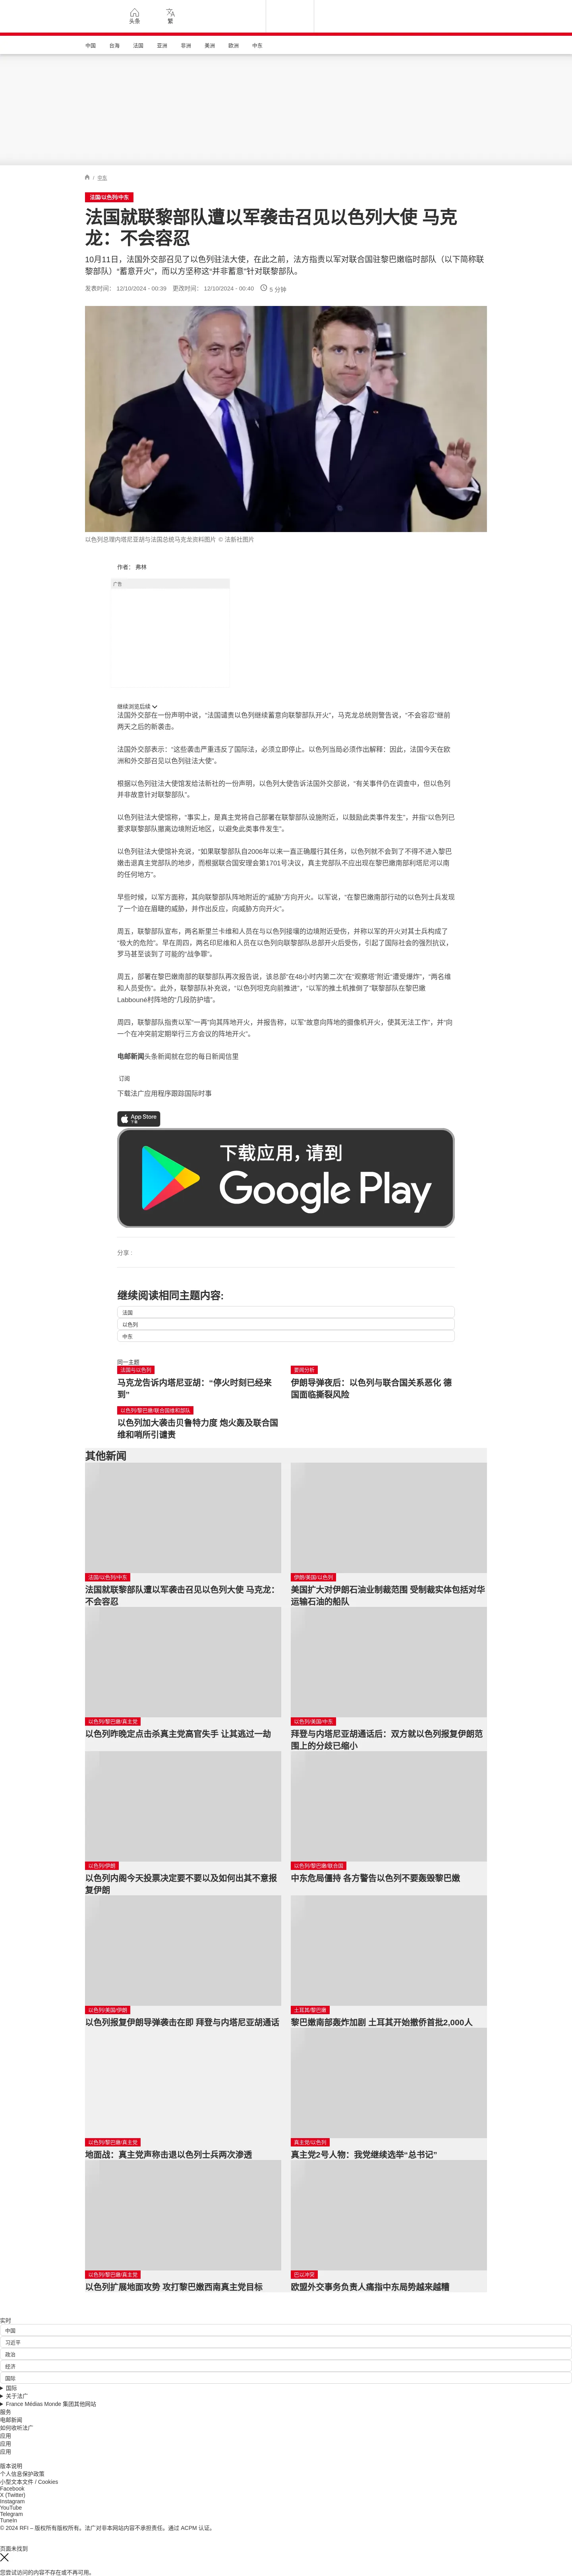 头条
繁
中国 台海 法国 亚洲 非洲 美洲 欧洲 中东
/ 中东
法国/以色列/中东
法国就联黎部队遭以军袭击召见以色列大使 马克
龙：不会容忍
10月11日，法国外交部召见了以色列驻法大使，在此之前，法方指责以军对联合国驻黎巴嫩临时部队（以下简称联
黎部队）“蓄意开火”，而以方坚称这“并非蓄意”针对联黎部队。
发表时间： 12/10/2024 - 00:39 更改时间： 12/10/2024 - 00:40 5 分钟
以色列总理内塔尼亚胡与法国总统马克龙资料图片 © 法新社图片
作者： 弗林
广告
继续浏览后续
法国外交部在一份声明中说，“法国谴责以色列继续蓄意向联黎部队开火”，马克龙总统则警告说，“不会容忍”继前
两天之后的新袭击。
法国外交部表示：“这些袭击严重违反了国际法，必须立即停止。以色列当局必须作出解释：因此，法国今天在欧
洲和外交部召见以色列驻法大使”。
根据以色列驻法大使馆发给法新社的一份声明，以色列大使告诉法国外交部说，“有关事件仍在调查中，但以色列
并非故意针对联黎部队”。
以色列驻法大使馆称，“事实上，是真主党将自己部署在联黎部队设施附近，以鼓励此类事件发生”，并指“以色列已
要求联黎部队撤离边境附近地区，以避免此类事件发生”。
以色列驻法大使馆补充说，“如果联黎部队自2006年以来一直正确履行其任务，以色列就不会到了不得不进入黎巴
嫩击退真主党部队的地步，而根据联合国安理会第1701号决议，真主党部队不应出现在黎巴嫩南部利塔尼河以南
的任何地方”。
早些时候，以军方面称，其向联黎部队阵地附近的“威胁”方向开火。以军说，“在黎巴嫩南部行动的以色列士兵发现
了一个迫在眉睫的威胁，并作出反应，向威胁方向开火”。
周五，联黎部队宣布，两名斯里兰卡维和人员在与以色列接壤的边境附近受伤，并称以军的开火对其士兵构成了
“极大的危险”。早在周四，两名印尼维和人员在以色列向联黎部队总部开火后受伤，引起了国际社会的强烈抗议，
罗马甚至谈到了可能的“战争罪”。
周五，部署在黎巴嫩南部的联黎部队再次报告说，该总部“在48小时内第二次”在“观察塔”附近“遭受爆炸”，“两名维
和人员受伤”。此外，联黎部队补充说，“以色列坦克向前推进”，“以军的推土机推倒了”联黎部队在黎巴嫩
Labbouné村阵地的“几段防护墙”。
周四，联黎部队指责以军“一再”向其阵地开火，并报告称，以军“故意向阵地的摄像机开火，使其无法工作”，并“向
一个在冲突前定期举行三方会议的阵地开火”。
电邮新闻头条新闻就在您的每日新闻信里
订阅
下载法广应用程序跟踪国际时事
App Store
下载
下载应用，请到
Google Play
分享 :
继续阅读相同主题内容:
法国
以色列
中东
同一主题
法国与以色列
马克龙告诉内塔尼亚胡：“停火时刻已经来
到”
要闻分析
伊朗导弹夜后：以色列与联合国关系恶化 德
国面临撕裂风险
以色列/黎巴嫩/联合国维和部队
以色列加大袭击贝鲁特力度 炮火轰及联合国
维和哨所引谴责
其他新闻
法国/以色列/中东
法国就联黎部队遭以军袭击召见以色列大使 马克龙：
不会容忍
伊朗/美国/以色列
美国扩大对伊朗石油业制裁范围 受制裁实体包括对华
运输石油的船队
以色列/黎巴嫩/真主党
以色列昨晚定点击杀真主党高官失手 让其逃过一劫
以色列/美国/中东
拜登与内塔尼亚胡通话后：双方就以色列报复伊朗范
围上的分歧已缩小
以色列/伊朗
以色列内阁今天投票决定要不要以及如何出其不意报
复伊朗
以色列/黎巴嫩/联合国
中东危局僵持 各方警告以色列不要轰毁黎巴嫩
以色列/美国/伊朗
以色列报复伊朗导弹袭击在即 拜登与内塔尼亚胡通话
土耳其/黎巴嫩
黎巴嫩南部轰炸加剧 土耳其开始撤侨首批2,000人
以色列/黎巴嫩/真主党
地面战：真主党声称击退以色列士兵两次渗透
真主党/以色列
真主党2号人物：我党继续选举“总书记”
以色列/黎巴嫩/真主党
以色列扩展地面攻势 攻打黎巴嫩西南真主党目标
巴以冲突
欧盟外交事务负责人痛指中东局势越来越糟
实时
中国
习近平
政治
经济
国际
国际
关于法广
France Médias Monde 集团其他网站
服务
电邮新闻
如何收听法广
应用
应用
应用
版本说明
个人信息保护政策
小型文本文件 / Cookies
Facebook
X (Twitter)
Instagram
YouTube
Telegram
TuneIn
© 2024 RFI – 版权所有版权所有。法广对非本网站内容不承担责任。通过 ACPM 认证。
页面未找到
您尝试访问的内容不存在或不再可用。